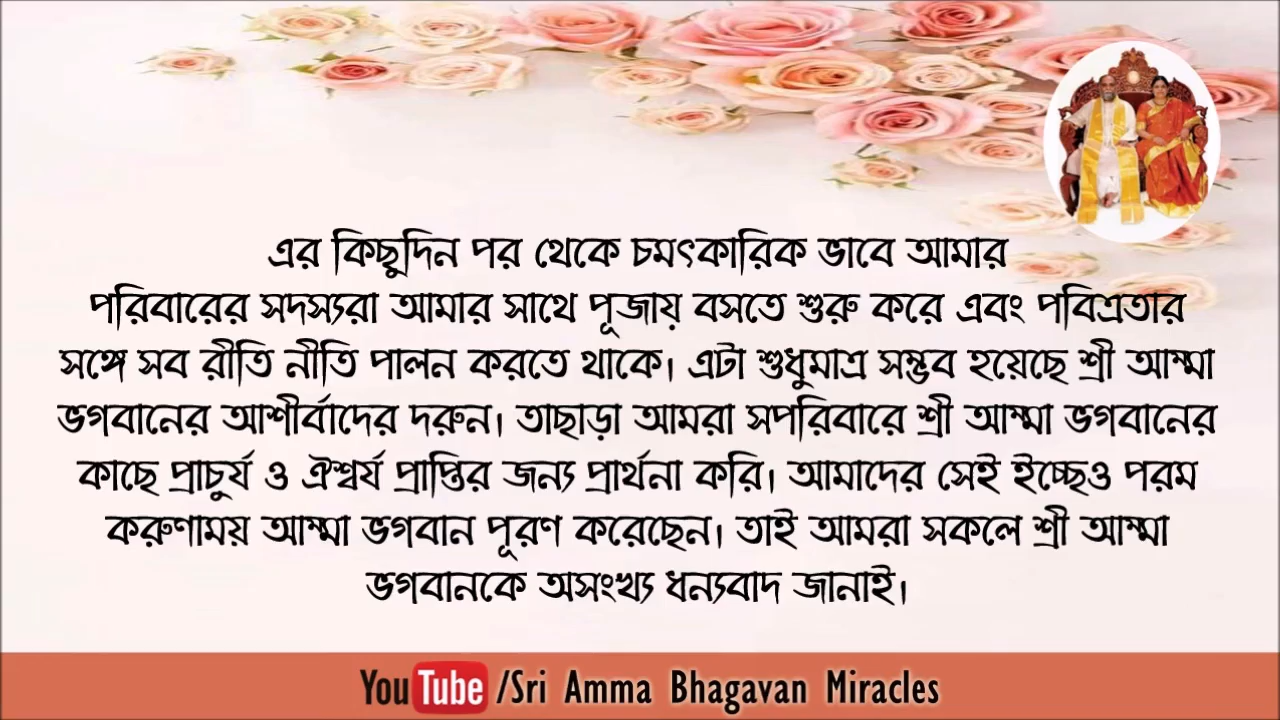 এর কিছুদিন পর থেকে চমৎকারিক ভাবে আমার
পরিবারের সদস্যরা আমার সাথে পূজায় বসতে শুরু করে এবং পবিত্রতার
সঙ্গে সব রীতি নীতি পালন করতে থাকে। এটা শুধুমাত্র সম্ভব হয়েছে শ্রী আম্মা
ভগবানের আশীর্বাদের দরুন। তাছাড়া আমরা সপরিবারে শ্রী আম্মা ভগবানের
কাছে প্রাচুর্য ও ঐশ্বর্য প্রাপ্তির জন্য প্রার্থনা করি। আমাদের সেই ইচ্ছেও পরম
করুণাময় আম্মা ভগবান পূরণ করেছেন। তাই আমরা সকলে শ্রী আম্মা
ভগবানকে অসংখ্য ধন্যবাদ জানাই।
YouTube /Sri Amma Bhagavan Miracles